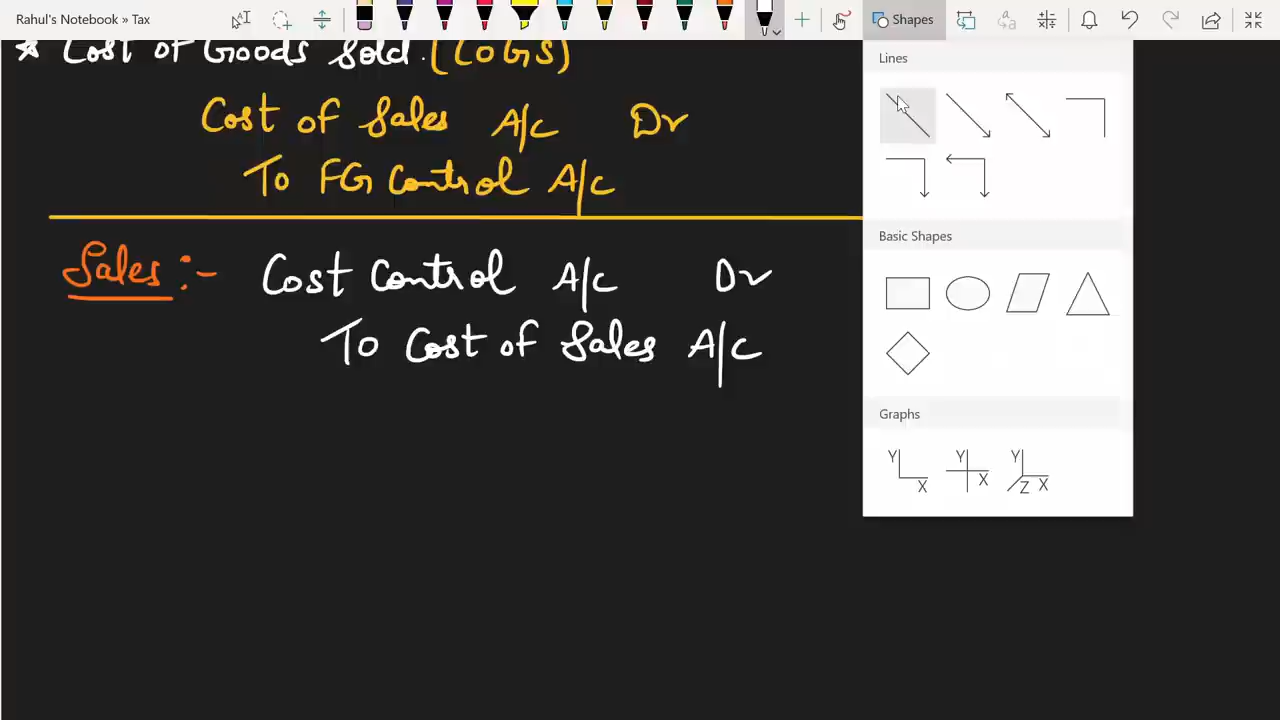 Rahul's Notebook » Tax
Shapes
* Cost of Goods Sold. (COGS)
Cost of Sales A/c Dr
To FG Control A/c
Sales :- Cost Control A/c Dr
To Cost of Sales A/c
Lines
Basic Shapes
Graphs
Y X
Y X
Y Z X